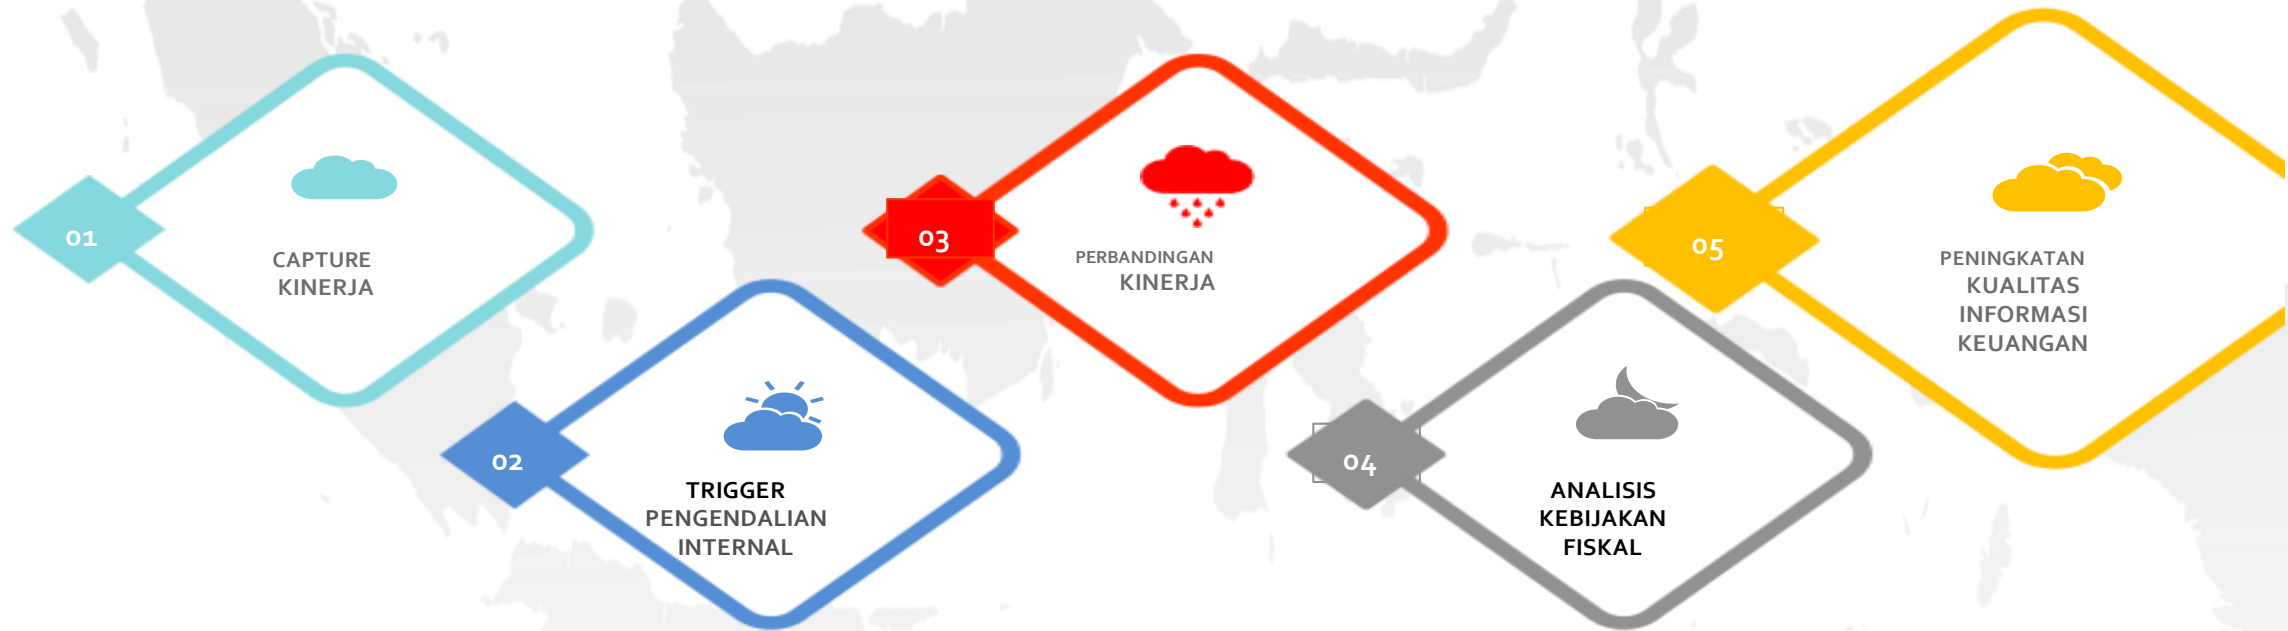 01
CAPTURE
KINERJA
02
TRIGGER
PENGENDALIAN
INTERNAL
03
PERBANDINGAN
KINERJA
04
ANALISIS
KEBIJAKAN
FISKAL
05
PENINGKATAN
KUALITAS
INFORMASI
KEUANGAN